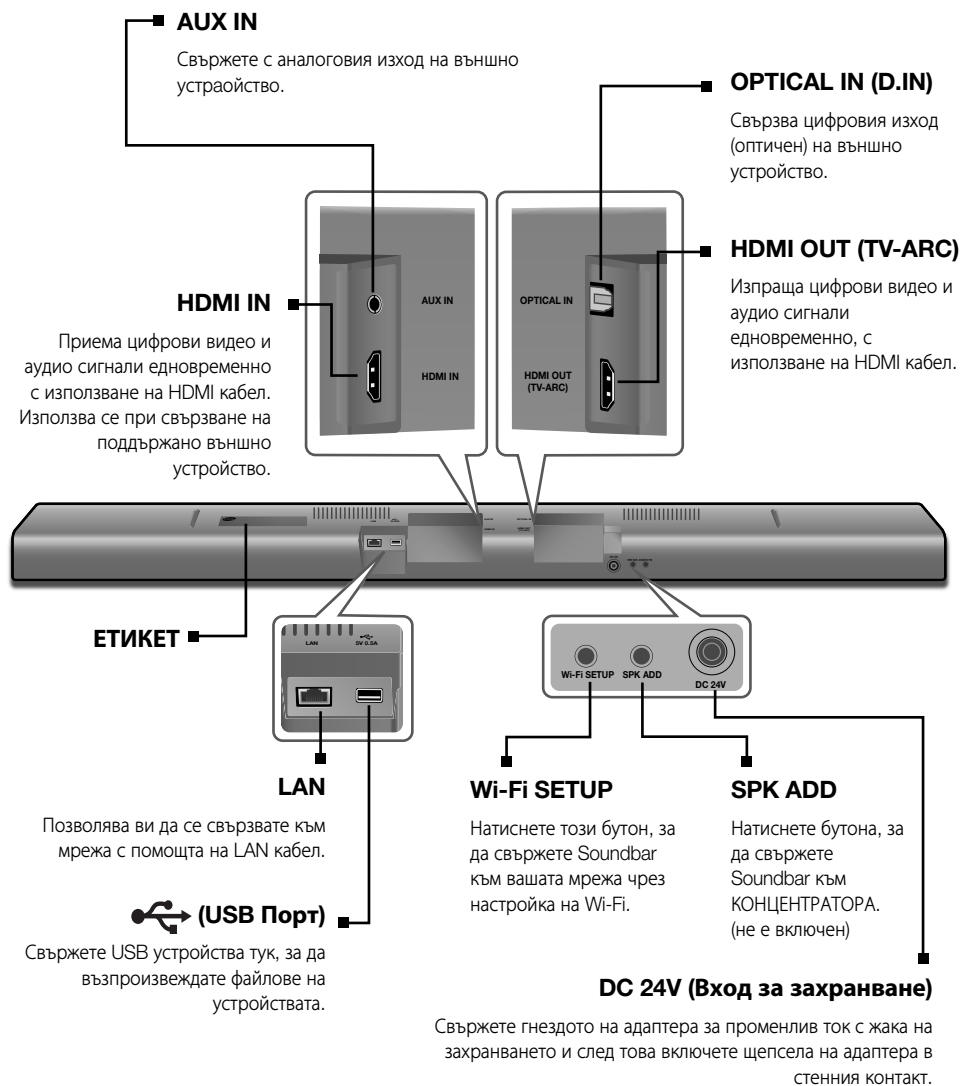 AUX IN
Свържете с аналоговия изход на външно
устраойство.
OPTICAL IN (D.IN)
Свързва цифровия изход
(оптичен) на външно
устройство.
HDMI OUT (TV-ARC)
Изпраща цифрови видео и
аудио сигнали
едновременно, с
използване на HDMI кабел.
HDMI IN
Приема цифрови видео и
аудио сигнали едновременно
с използване на HDMI кабел.
Използва се при свързване на
поддържано външно
устройство.
AUX IN
HDMI IN
OPTICAL IN
HDMI OUT
(TV-ARC)
ЕТИКЕТ
LAN
5V 0.5A
Wi-Fi SETUP
SPK ADD
DC 24V
LAN
Позволява ви да се свързвате към
мрежа с помощта на LAN кабел.
(USB Порт)
Свържете USB устройства тук, за да
възпроизвеждате файлове на
устройствата.
Wi-Fi SETUP
Натиснете този бутон, за
да свържете Soundbar
към вашата мрежа чрез
настройка на Wi-Fi.
SPK ADD
Натиснете бутона, за
да свържете
Soundbar към
КОНЦЕНТРАТОРА.
(не е включен)
DC 24V (Вход за захранване)
Свържете гнездото на адаптера за променлив ток с жака на
захранването и след това включете щепсела на адаптера в
стенния контакт.